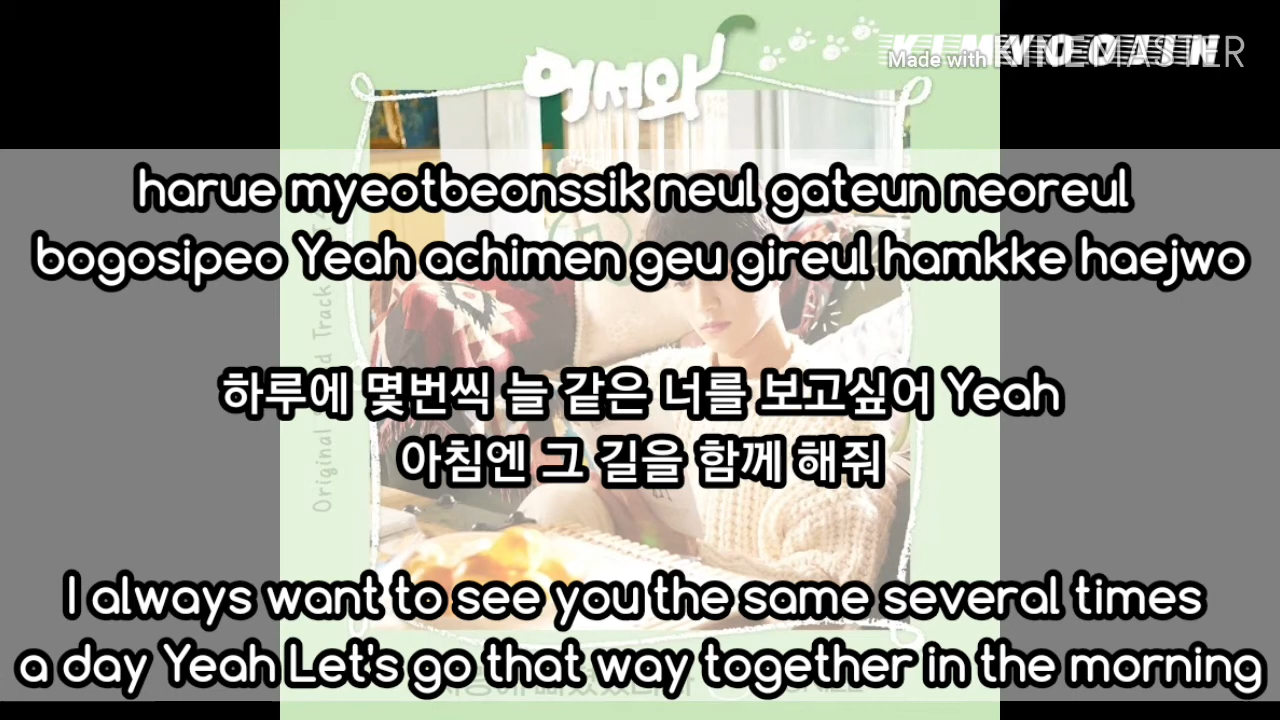 어서와
Made with KINEMASTER
harue myeotbeonssik neul gateun neoreul
bogosipeo Yeah achimen geu gireul hamkke haejwo
하루에 몇번씩 늘 같은 너를 보고싶어 Yeah
아침엔 그 길을 함께 해줘
Original
Track
I always want to see you the same several times
a day Yeah Let's go that way together in the morning